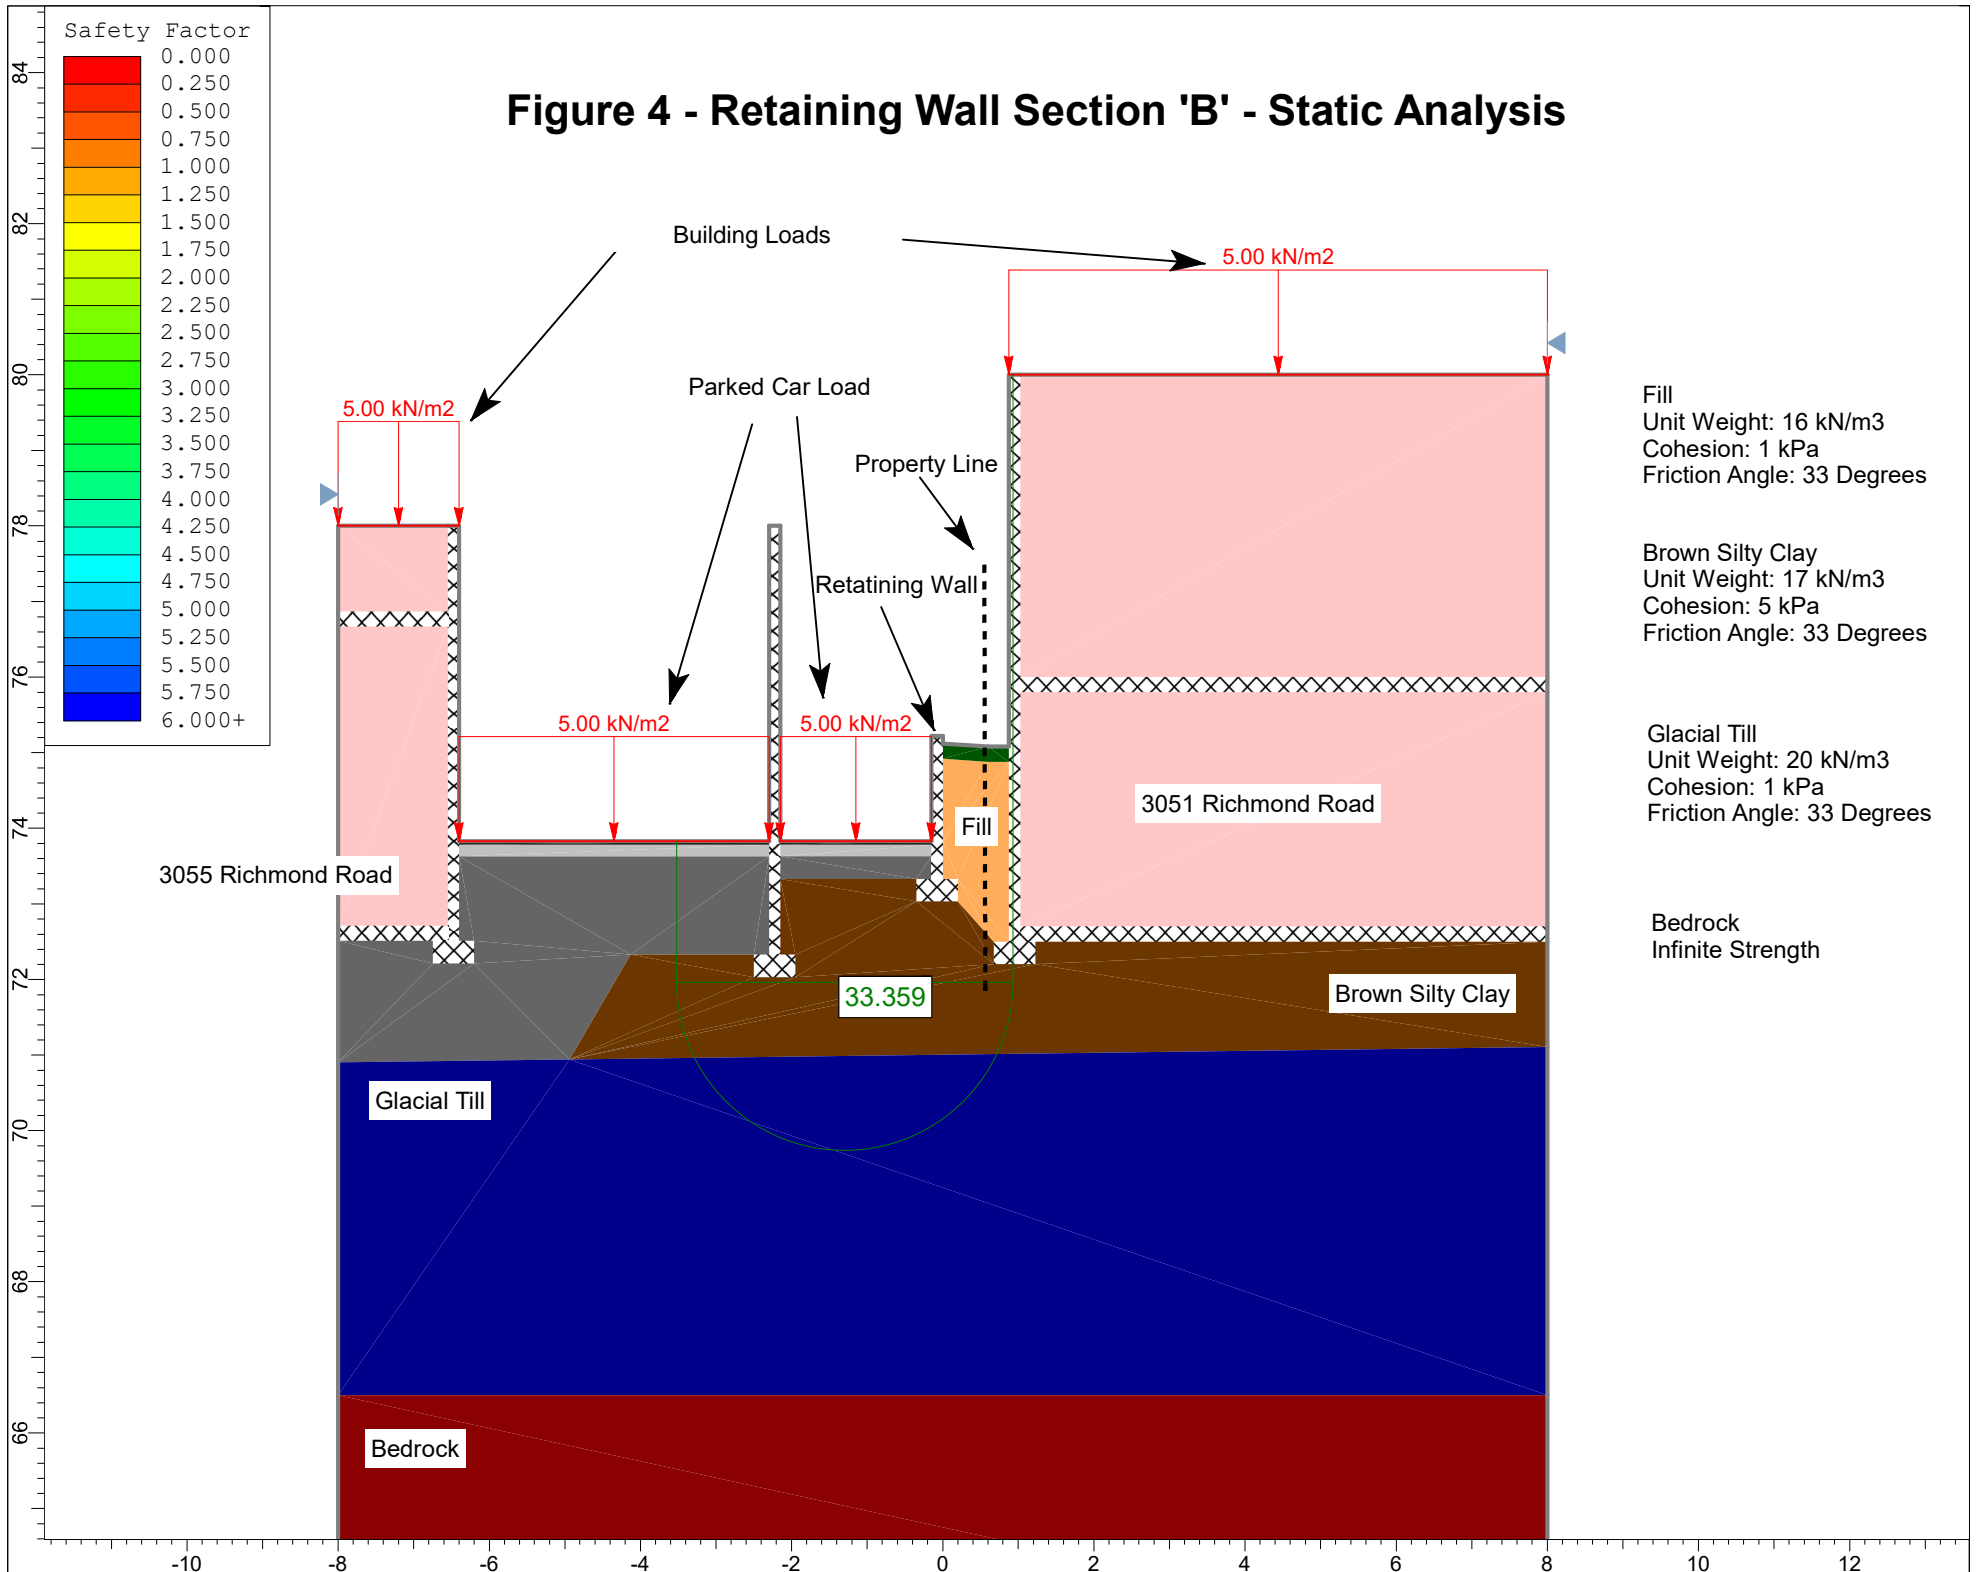 Safety Factor
0.000
0.250
0.500
0.750
1.000
1.250
1.500
1.750
2.000
2.250
2.500
2.750
3.000
3.250
3.500
3.750
4.000
4.250
4.500
4.750
5.000
5.250
5.500
5.750
6.000+
Figure 4 - Retaining Wall Section 'B' - Static Analysis
Building Loads
5.00 kN/m2
Parked Car Load
5.00 kN/m2
Property Line
Retatining Wall
5.00 kN/m2
5.00 kN/m2
Fill
3051 Richmond Road
3055 Richmond Road
33.359
Brown Silty Clay
Glacial Till
Bedrock
Fill
Unit Weight: 16 kN/m3
Cohesion: 1 kPa
Friction Angle: 33 Degrees
Brown Silty Clay
Unit Weight: 17 kN/m3
Cohesion: 5 kPa
Friction Angle: 33 Degrees
Glacial Till
Unit Weight: 20 kN/m3
Cohesion: 1 kPa
Friction Angle: 33 Degrees
Bedrock
Infinite Strength
84
82
80
78
76
74
72
70
68
66
-10 -8 -6 -4 -2 0 2 4 6 8 10 12